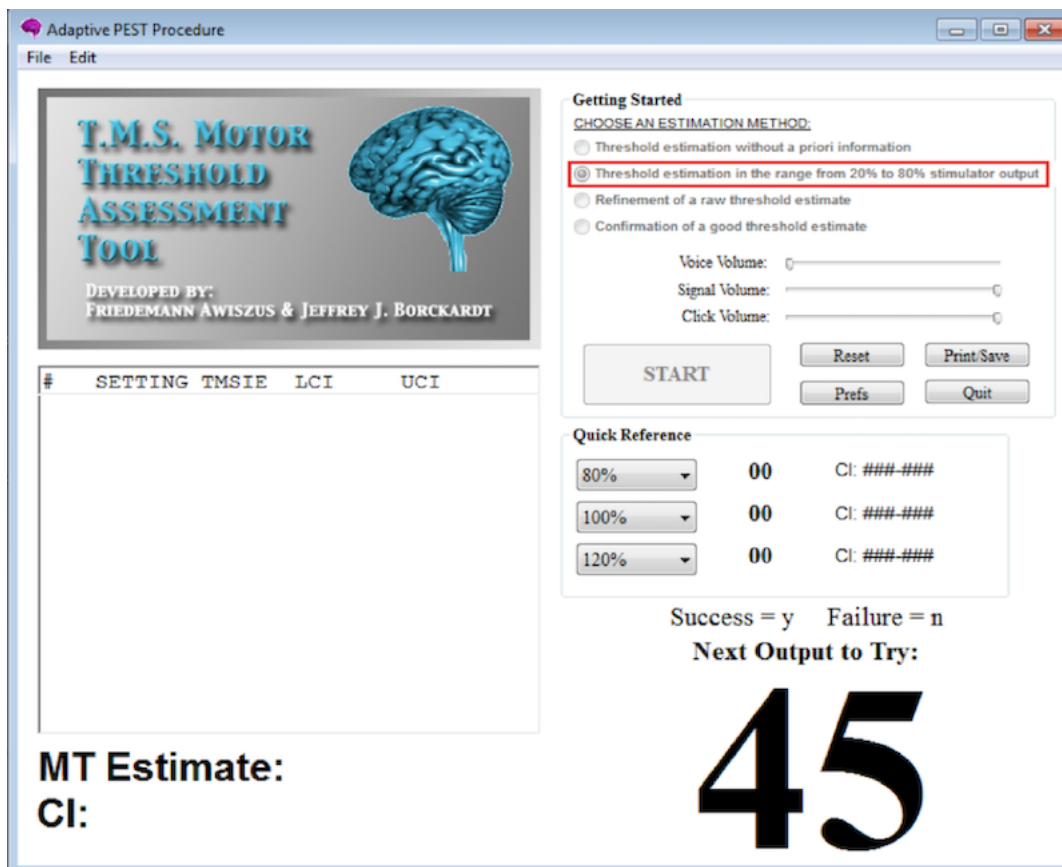 Adaptive PEST Procedure
File Edit
T.M.S. MOTOR
THRESHOLD
ASSESSMENT
TOOL
DEVELOPED BY:
FRIEDEMANN AWISZUS & JEFFREY J. BORCKARDT
# SETTING TMSIE LCI UCI
MT Estimate:
CI:
Getting Started
CHOOSE AN ESTIMATION METHOD:
Threshold estimation without a priori information
Threshold estimation in the range from 20% to 80% stimulator output
Refinement of a raw threshold estimate
Confirmation of a good threshold estimate
Voice Volume:
Signal Volume:
Click Volume:
START
Reset Print/Save
Prefs Quit
Quick Reference
80% 00 CI: ###-###
100% 00 CI: ###-###
120% 00 CI: ###-###
Success = y Failure = n
Next Output to Try:
45